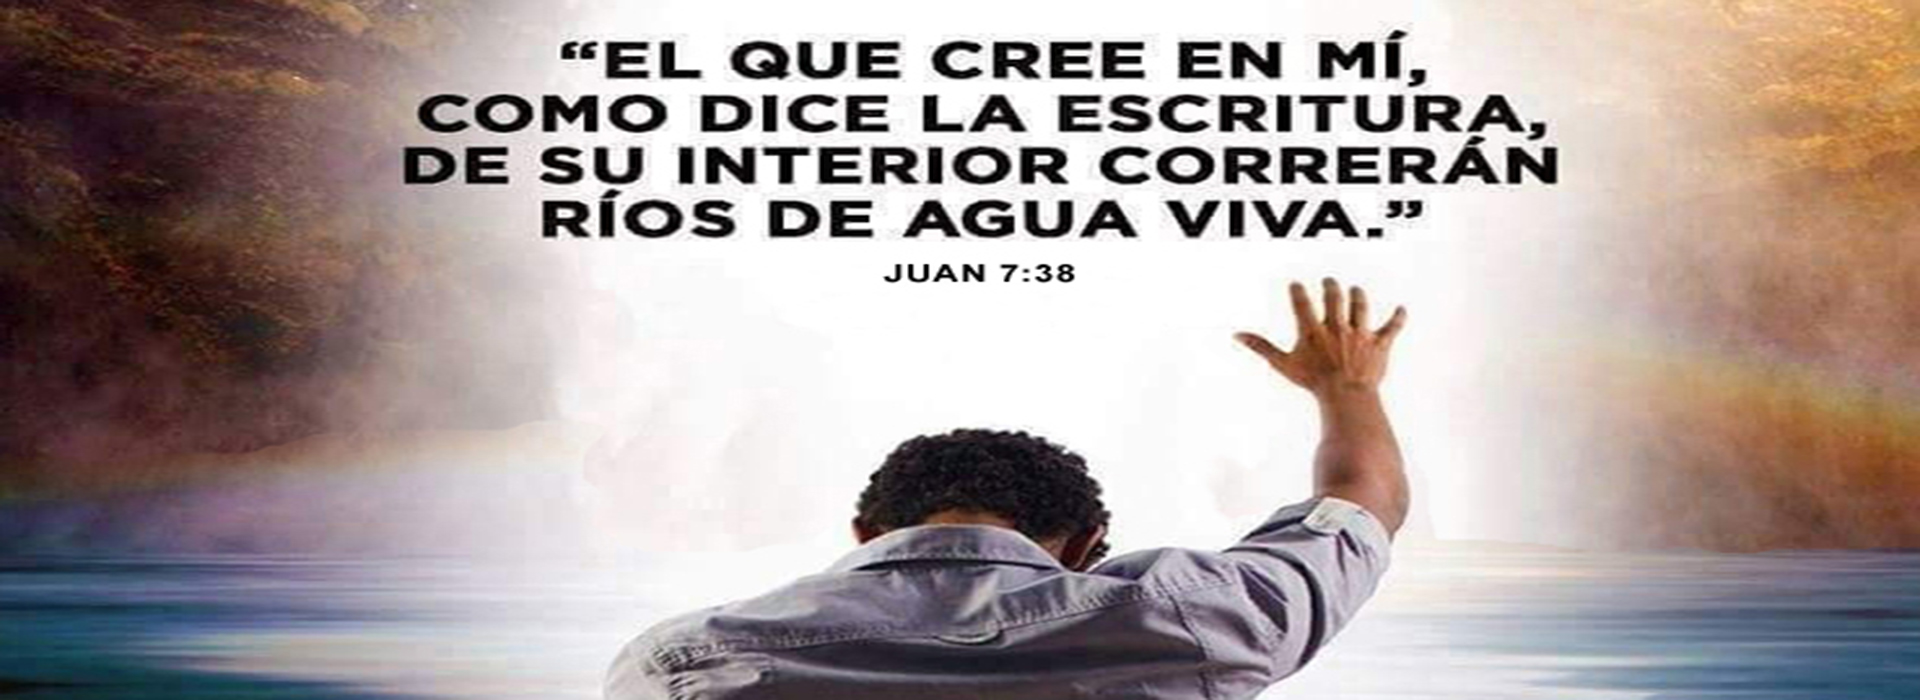 “EL QUE CREE EN MÍ,
COMO DICE LA ESCRITURA,
DE SU INTERIOR CORRERÁN
RÍOS DE AGUA VIVA.”
JUAN 7:38